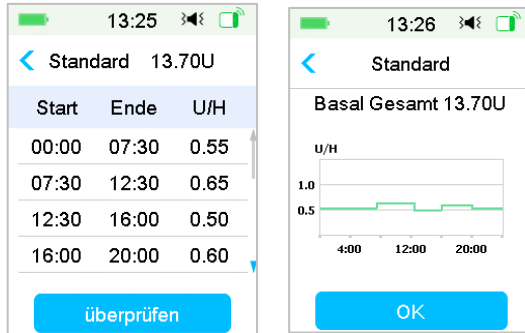 13:25
Standard 13.70U
Start Ende U/H
00:00 07:30 0.55
07:30 12:30 0.65
12:30 16:00 0.50
16:00 20:00 0.60
überprüfen
13:26
Standard
Basal Gesamt 13.70U
U/H
1.0
0.5
4:00 12:00 20:00
OK